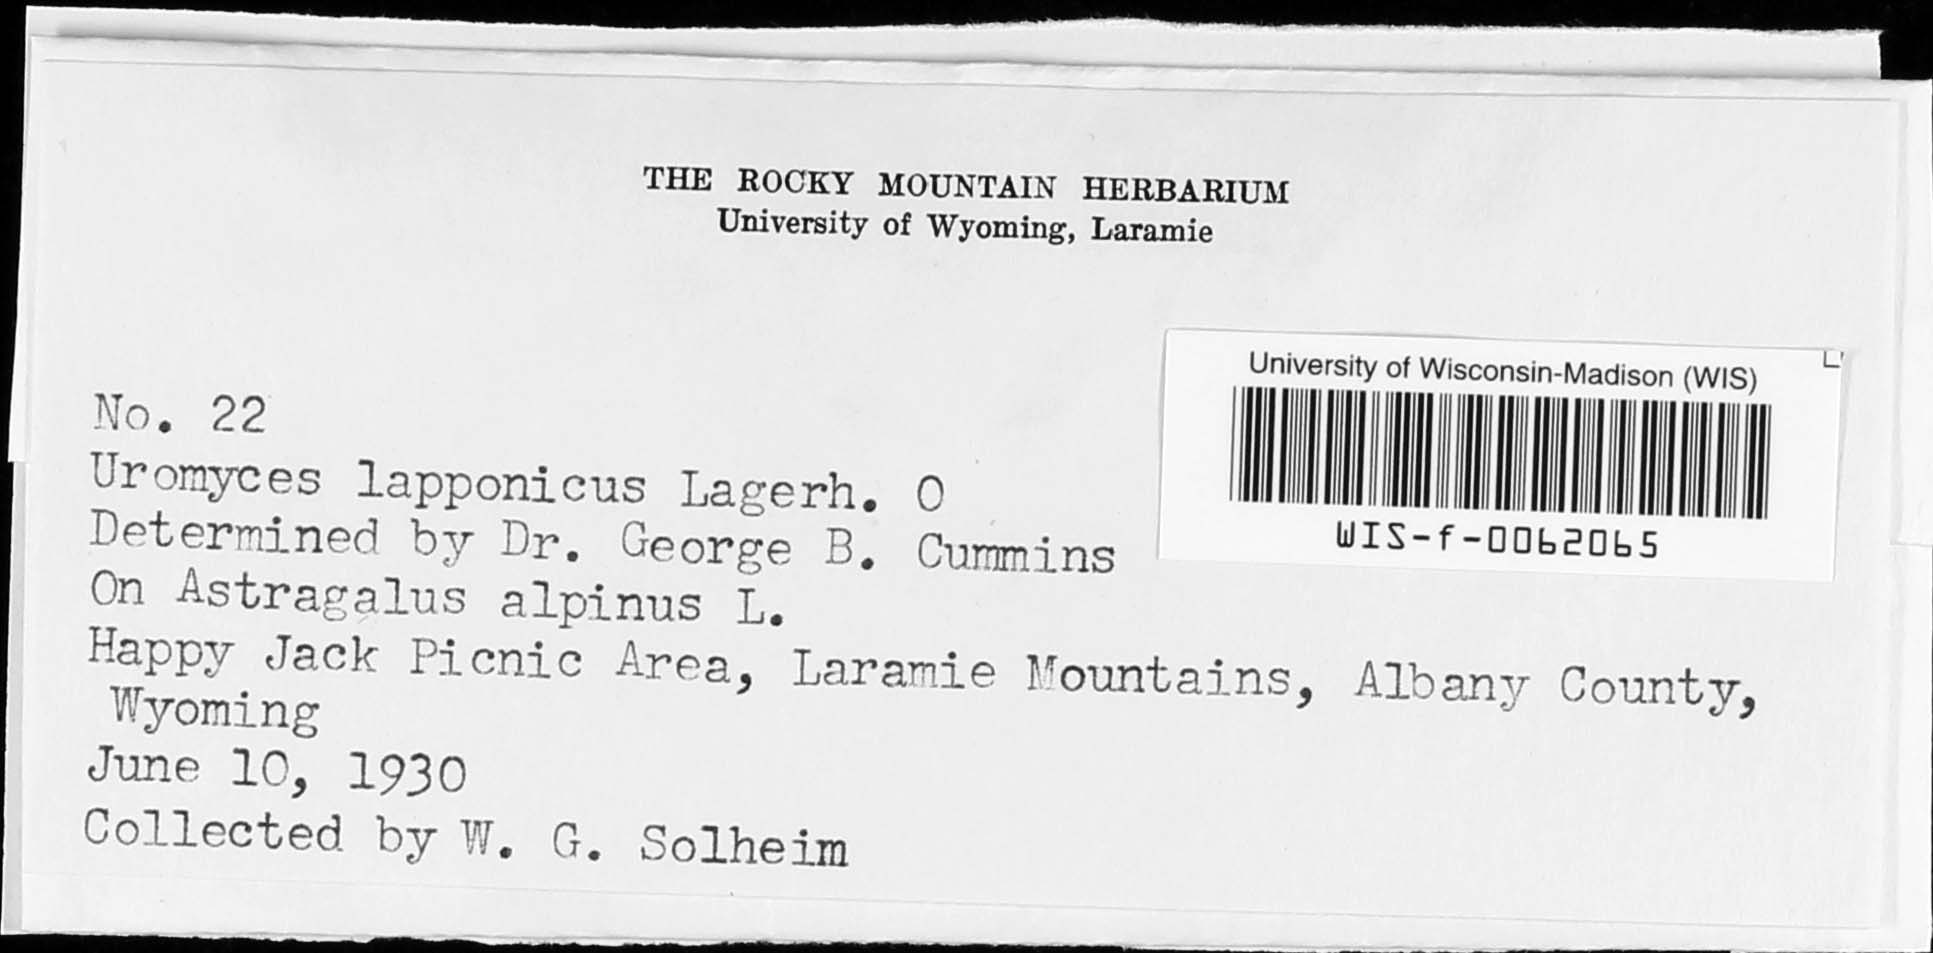 THE ROCKY MOUNTAIN HERBARIUM
University of Wyoming, Laramie
University of Wisconsin-Madison (WIS)
WIS-f-0062065
No. 22
Uromyces lapponicus Lagerh. O
Determined by Dr. George B. Cummins
On Astragalus alpinus L.
Happy Jack Picnic Area, Laramie Mountains, Albany County,
Wyoming
June 10, 1930
Collected by W. G. Solheim